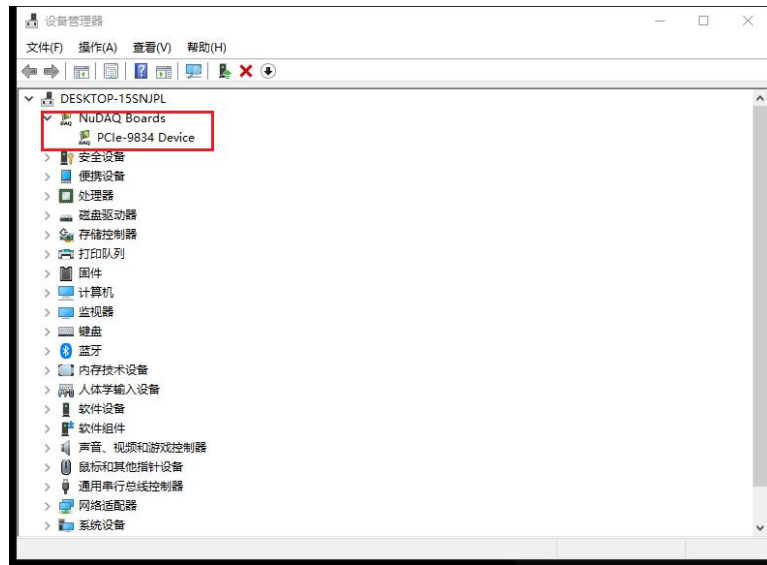 设备管理器
文件(F) 操作(A) 查看(V) 帮助(H)
DESKTOP-15SNJPL
NuDAQ Boards
PCIe-9834 Device
安全设备
便携设备
处理器
磁盘驱动器
存储控制器
打印队列
固件
计算机
监视器
键盘
蓝牙
内存技术设备
人体学输入设备
软件设备
软件组件
声音、视频和游戏控制器
鼠标和其他指针设备
通用串行总线控制器
网络适配器
系统设备